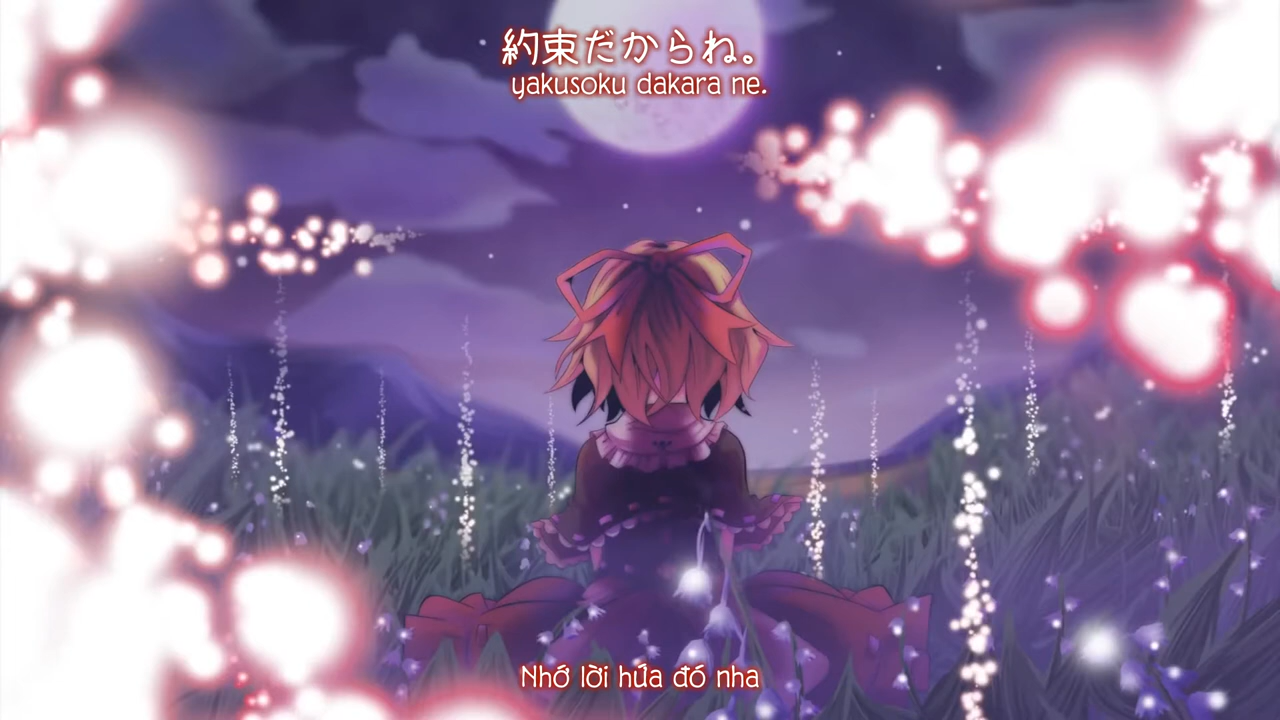 約束だからね。
yakusoku dakara ne.
Nhớ lời hứa đó nha